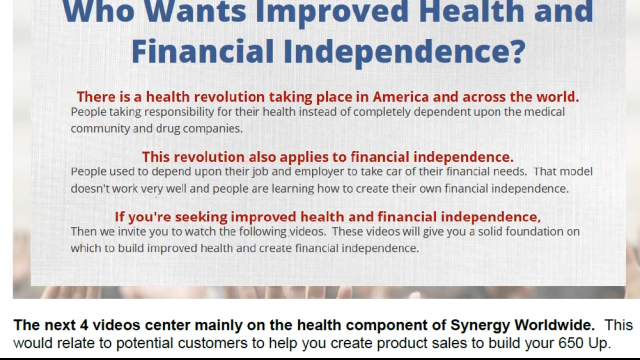 Who Wants Improved Health and
Financial Independence?
There is a health revolution taking place in America and across the world.
People taking responsibility for their health instead of completely dependent upon the medical
community and drug companies.
This revolution also applies to financial independence.
People used to depend upon their job and employer to take car of their financial needs.  That model
doesn't work very well and people are learning how to create their own financial independence.
If you're seeking improved health and financial independence,
Then we invite you to watch the following videos.  These videos will give you a solid foundation on
which to build improved health and create financial independence.
The next 4 videos center mainly on the health component of Synergy Worldwide.  This
would relate to potential customers to help you create product sales to build your 650 Up.